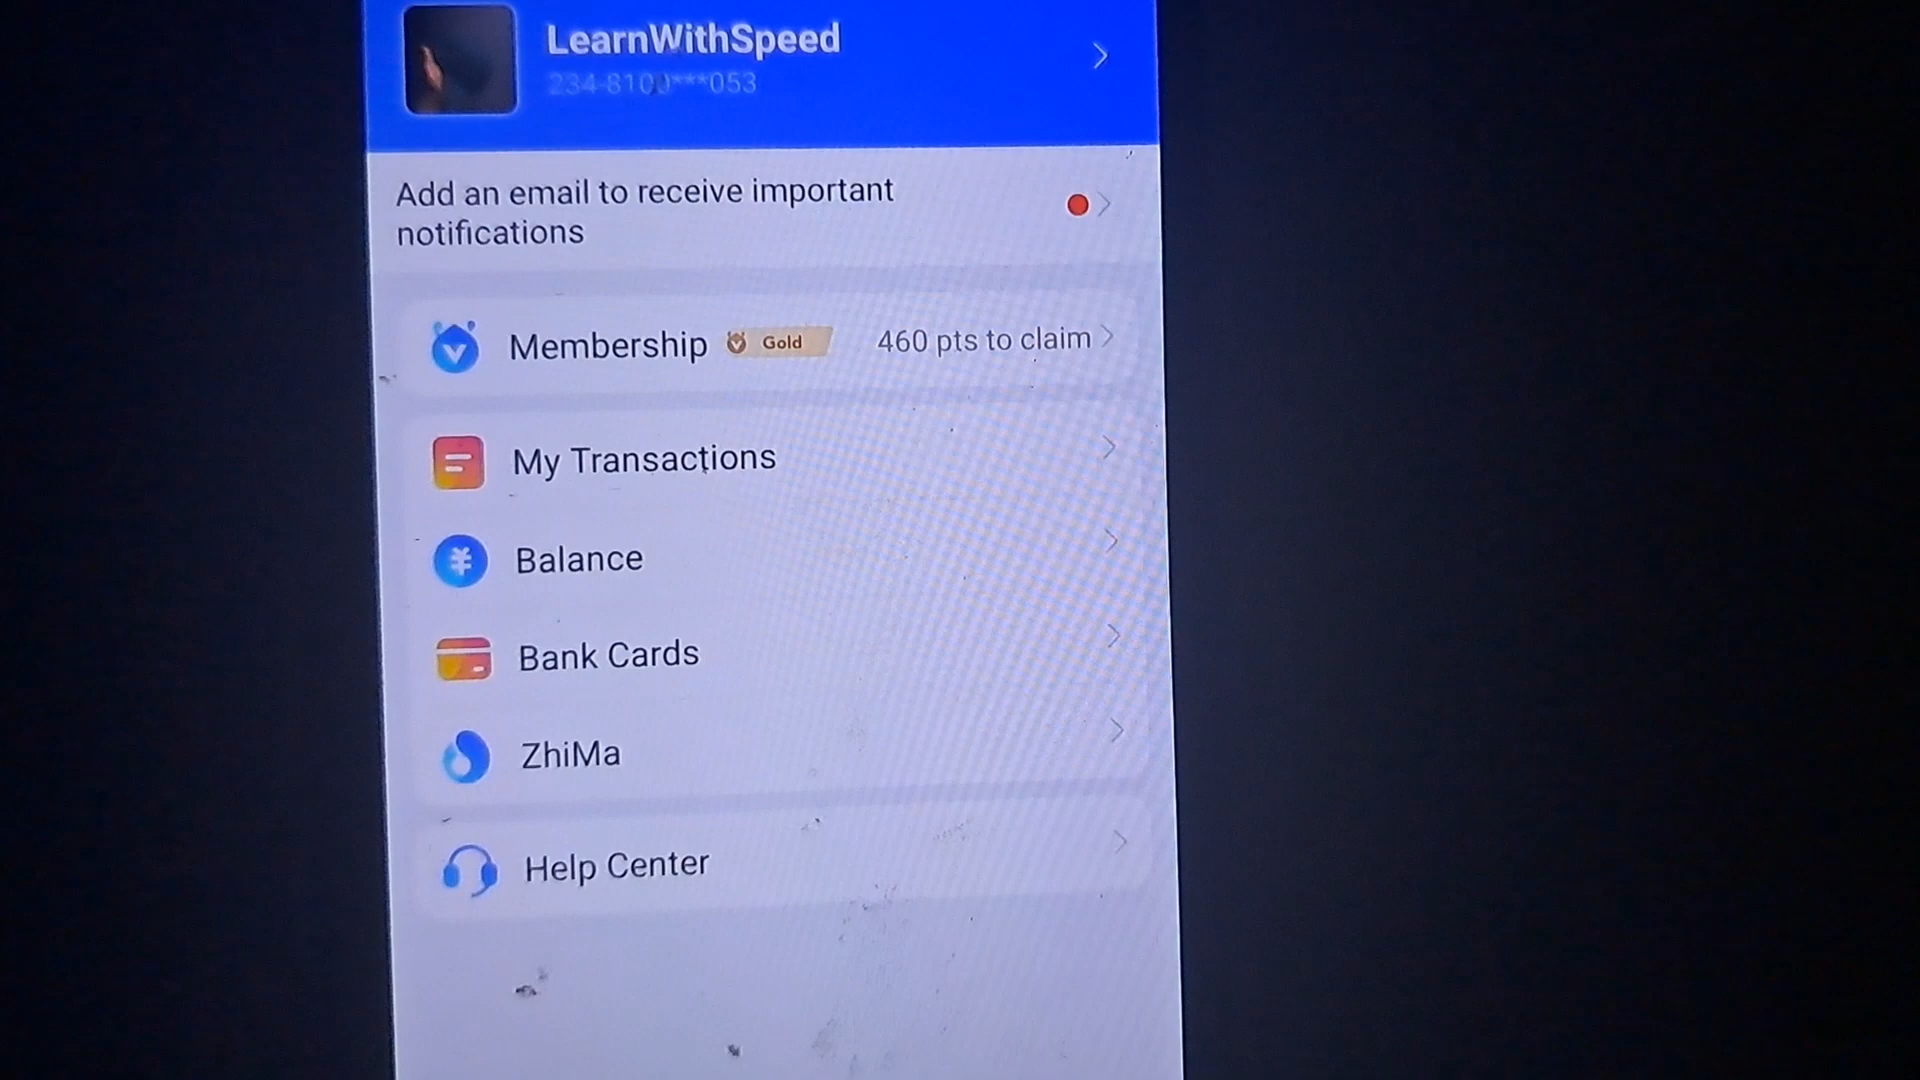 LearnWithSpeed
234-8100***053
Add an email to receive important
notifications
Membership Gold 460 pts to claim
My Transactions
Balance
Bank Cards
ZhiMa
Help Center